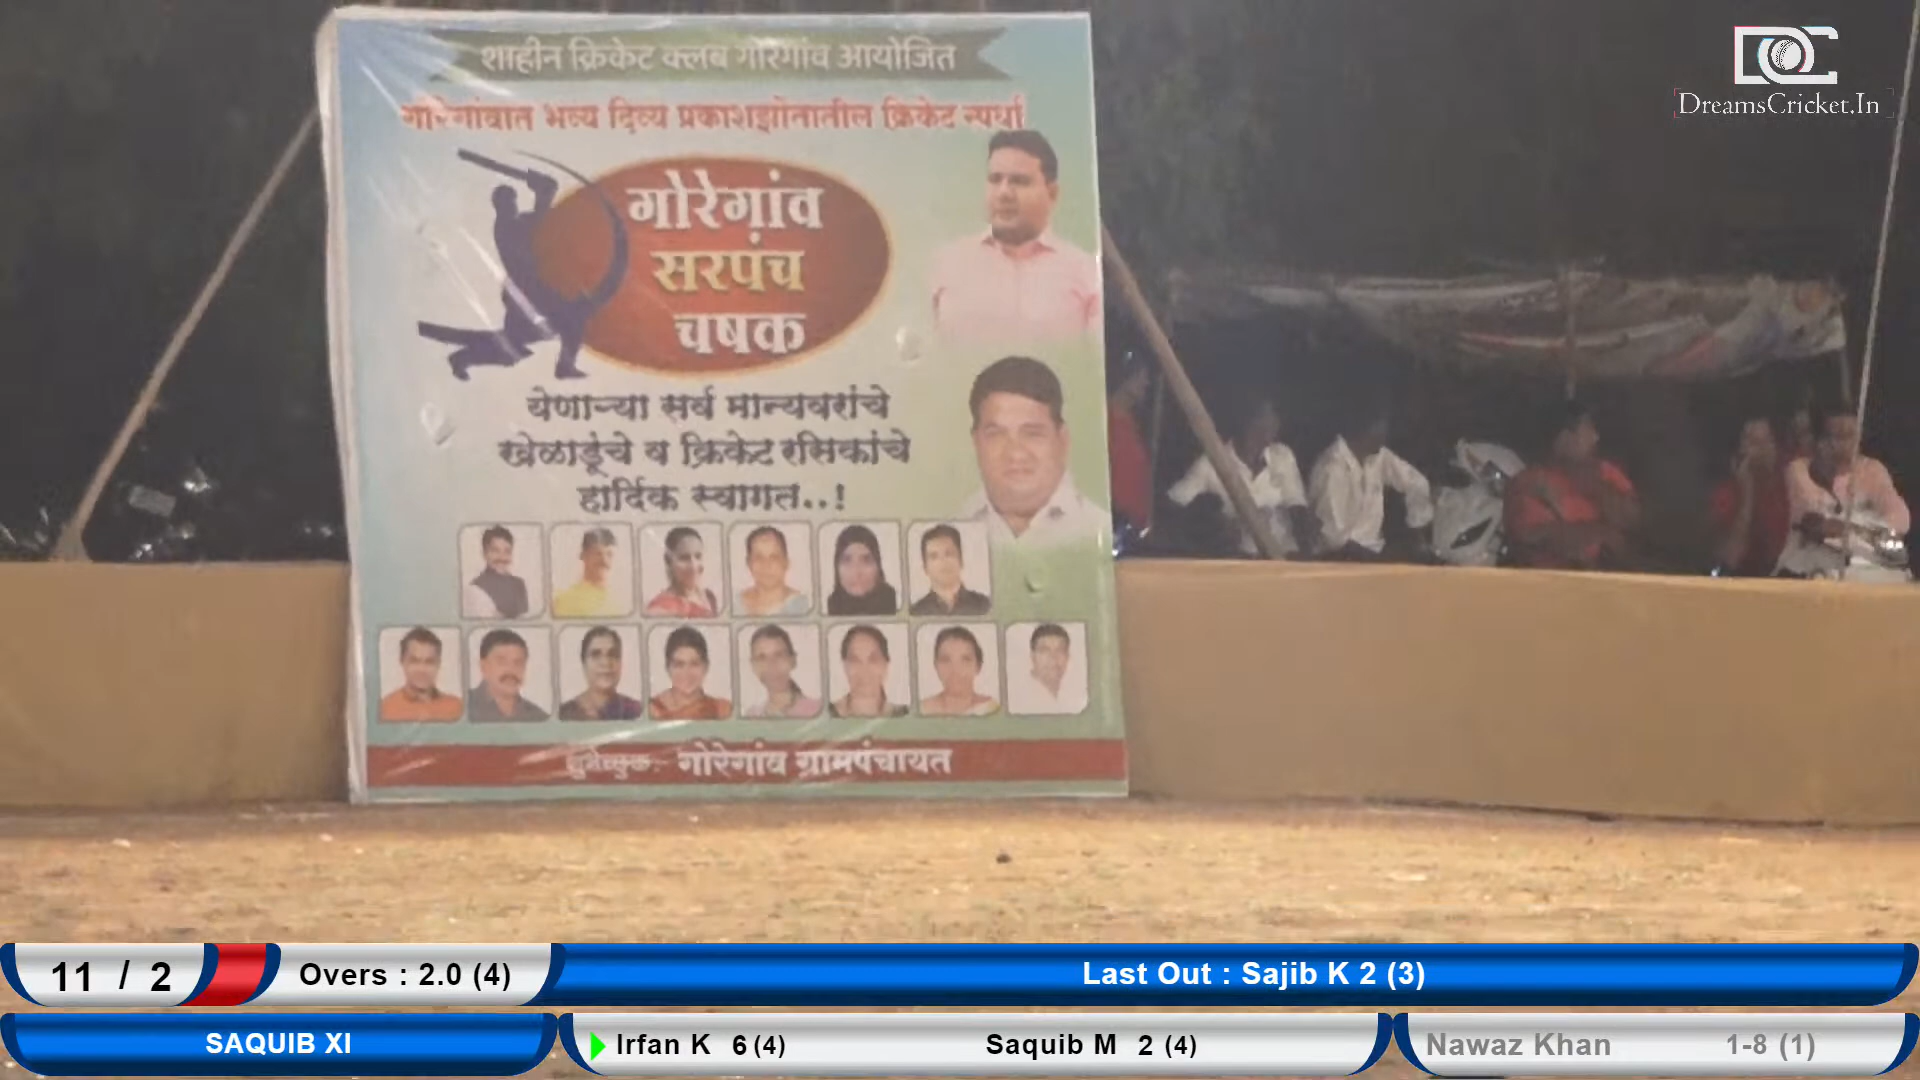 शाहीन क्रिकेट क्लब गोरेगांव आयोजित
गोरेगांवात भव्य दिव्य प्रकाशझोतातील क्रिकेट स्पर्धा
गोरेगांव
सरपंच
चषक
येणाऱ्या सर्व मान्यवरांचे
खेळाडूंचे व क्रिकेट रसिकांचे
हार्दिक स्वागत..!
शुभेच्छुक:- गोरेगांव ग्रामपंचायत
DC
DreamsCricket.In
11 / 2 Overs : 2.0 (4) Last Out : Sajib K 2 (3)
SAQUIB XI Irfan K 6 (4) Saquib M 2 (4) Nawaz Khan 1-8 (1)